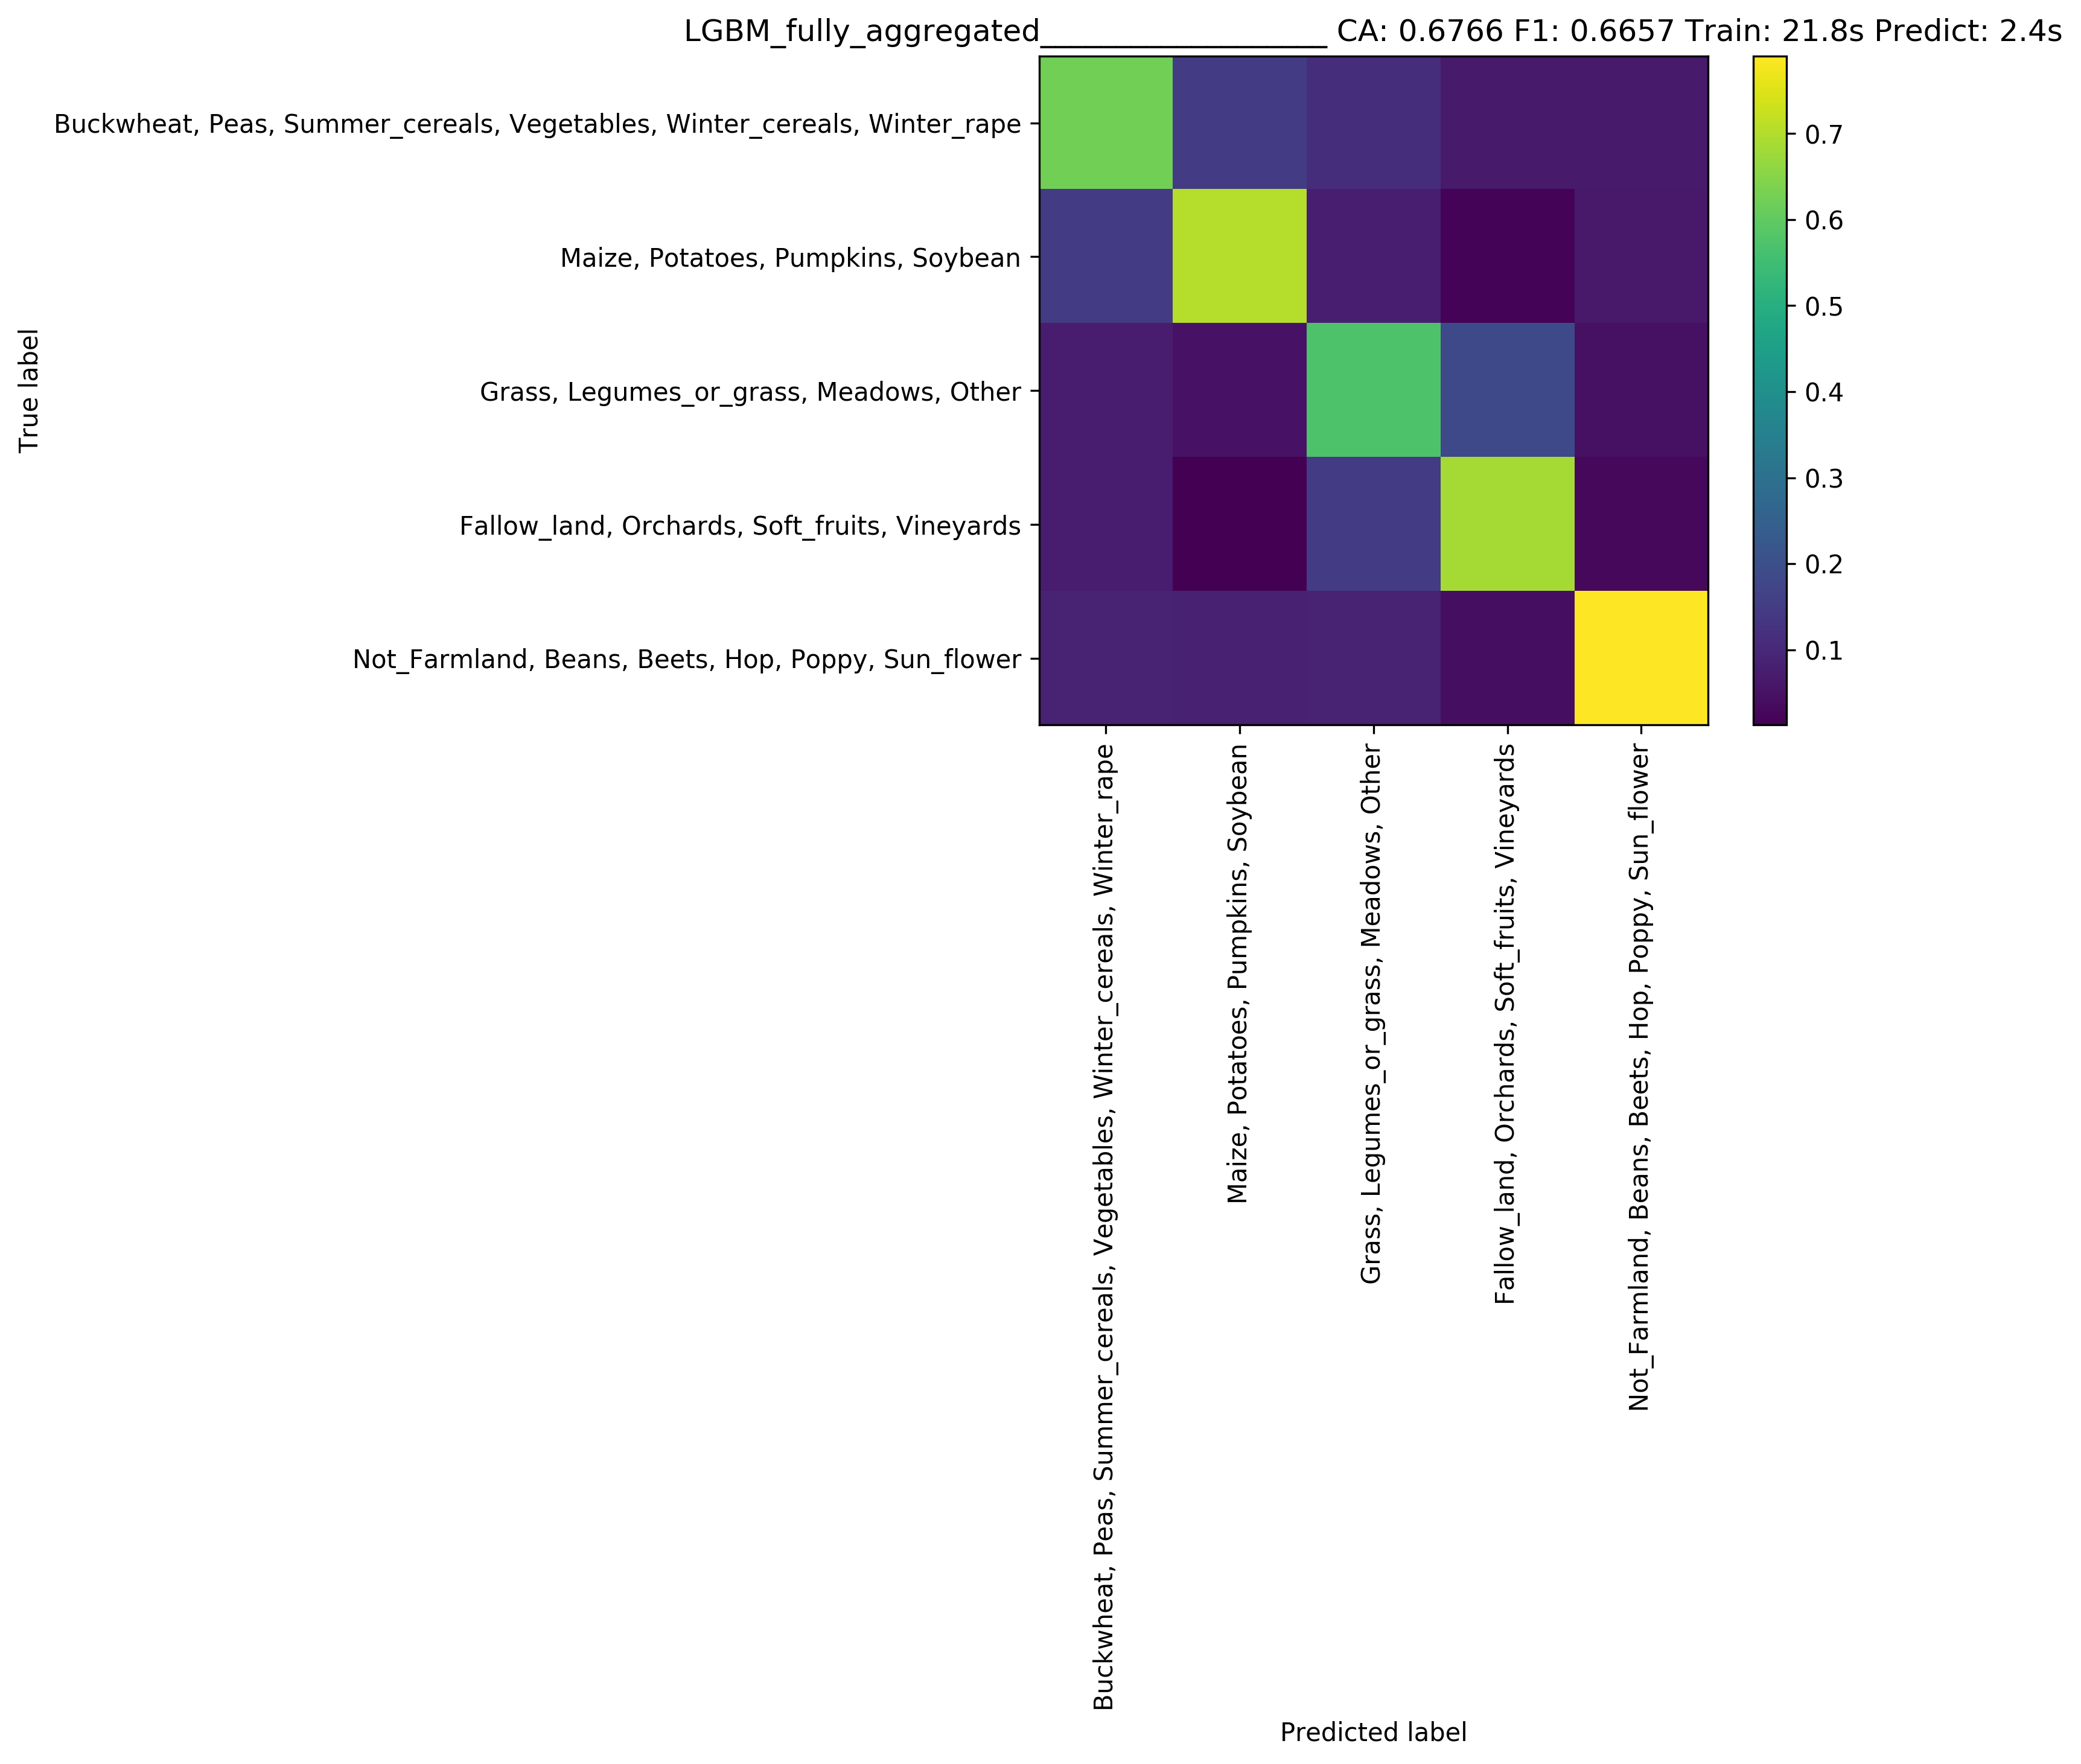 LGBM_fully_aggregated___________________ CA: 0.6766 F1: 0.6657 Train: 21.8s Predict: 2.4s
True label
Buckwheat, Peas, Summer_cereals, Vegetables, Winter_cereals, Winter_rape
Maize, Potatoes, Pumpkins, Soybean
Grass, Legumes_or_grass, Meadows, Other
Fallow_land, Orchards, Soft_fruits, Vineyards
Not_Farmland, Beans, Beets, Hop, Poppy, Sun_flower
0.7
0.6
0.5
0.4
0.3
0.2
0.1
Buckwheat, Peas, Summer_cereals, Vegetables, Winter_cereals, Winter_rape
Maize, Potatoes, Pumpkins, Soybean
Grass, Legumes_or_grass, Meadows, Other
Fallow_land, Orchards, Soft_fruits, Vineyards
Not_Farmland, Beans, Beets, Hop, Poppy, Sun_flower
Predicted label